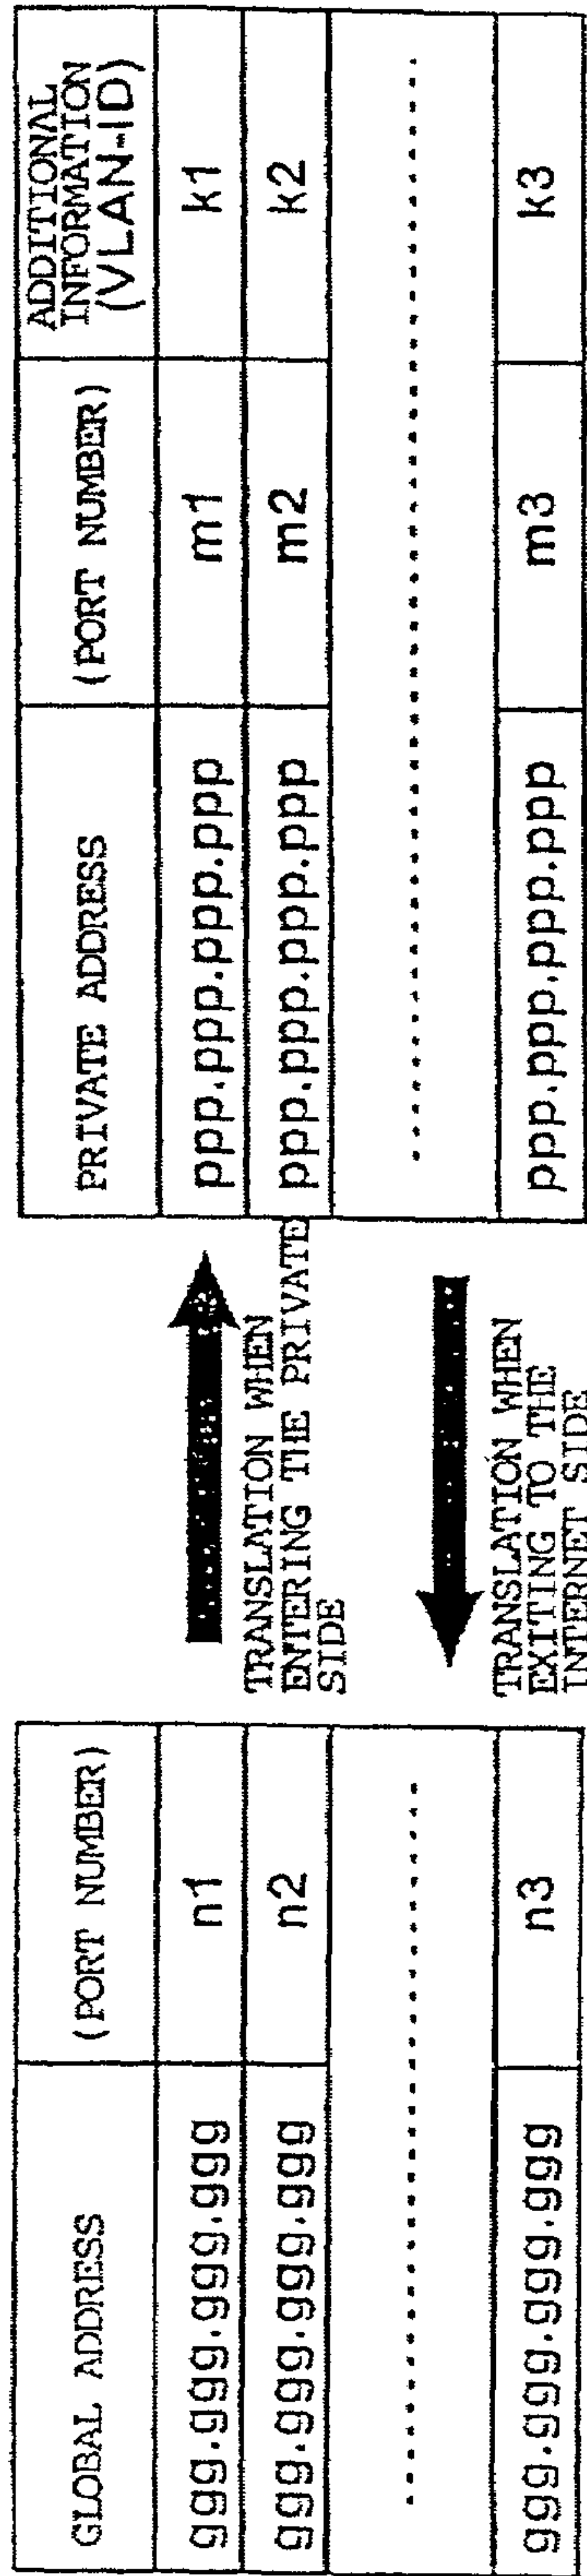 GLOBAL ADDRESS (PORT NUMBER)
ggg.ggg.ggg.ggg n1
ggg.ggg.ggg.ggg n2
ggg.ggg.ggg.ggg n3
TRANSLATION WHEN
ENTERING THE PRIVATE
SIDE
TRANSLATION WHEN
EXITING TO THE
INTERNET SIDE
PRIVATE ADDRESS (PORT NUMBER) ADDITIONAL
INFORMATION
(VLAN-ID)
ppp.ppp.ppp.ppp m1 k1
ppp.ppp.ppp.ppp m2 k2
ppp.ppp.ppp.ppp m3 k3